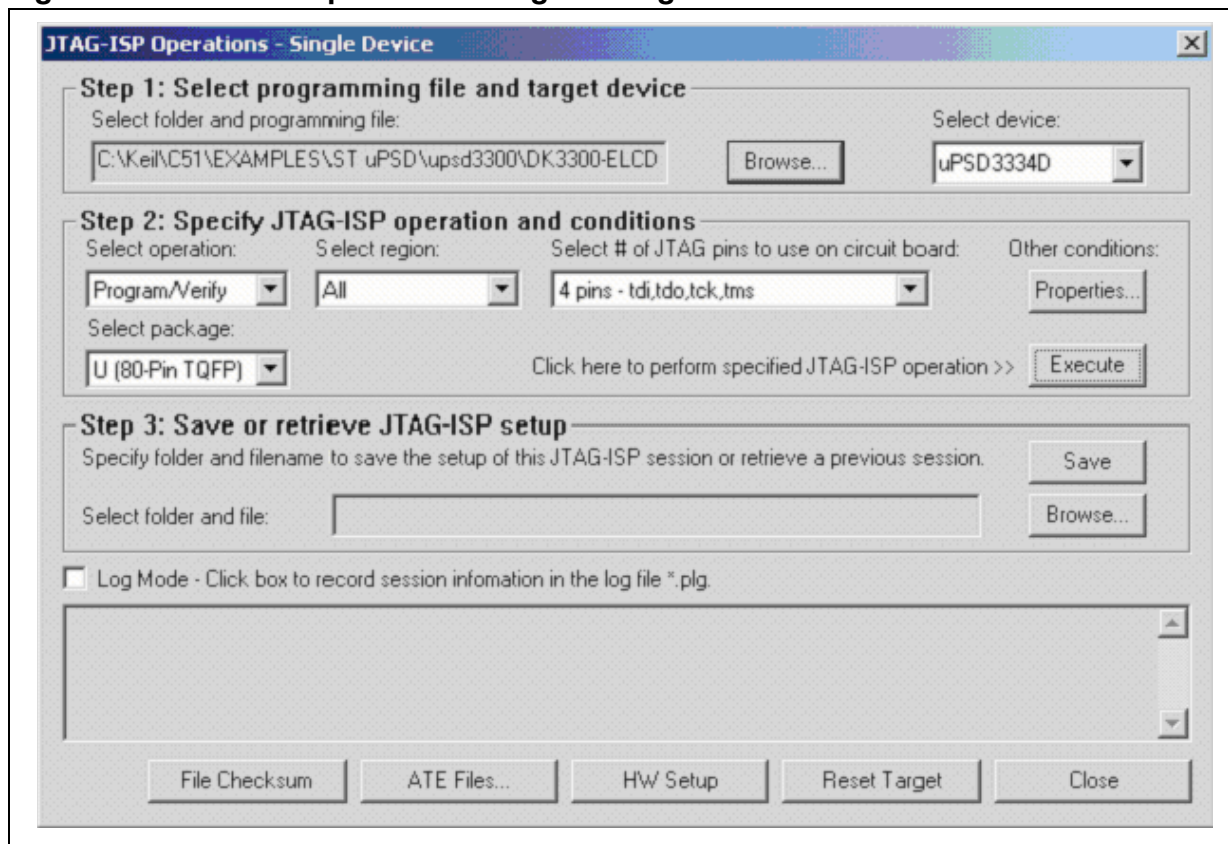 JTAG-ISP Operations - Single Device
Step 1: Select programming file and target device
Select folder and programming file:
Select device:
C:\Keil\C51\EXAMPLES\ST uPSD\upsd3300\DK3300-ELCD
Browse...
uPSD3334D
Step 2: Specify JTAG-ISP operation and conditions
Select operation:
Select region:
Select # of JTAG pins to use on circuit board:
Other conditions:
Program/Verify
All
4 pins - tdi,tdo,tck,tms
Properties...
Select package:
U (80-Pin TQFP)
Click here to perform specified JTAG-ISP operation >>
Execute
Step 3: Save or retrieve JTAG-ISP setup
Specify folder and filename to save the setup of this JTAG-ISP session or retrieve a previous session.
Save
Select folder and file:
Browse...
Log Mode - Click box to record session infomation in the log file *.plg.
File Checksum
ATE Files...
HW Setup
Reset Target
Close